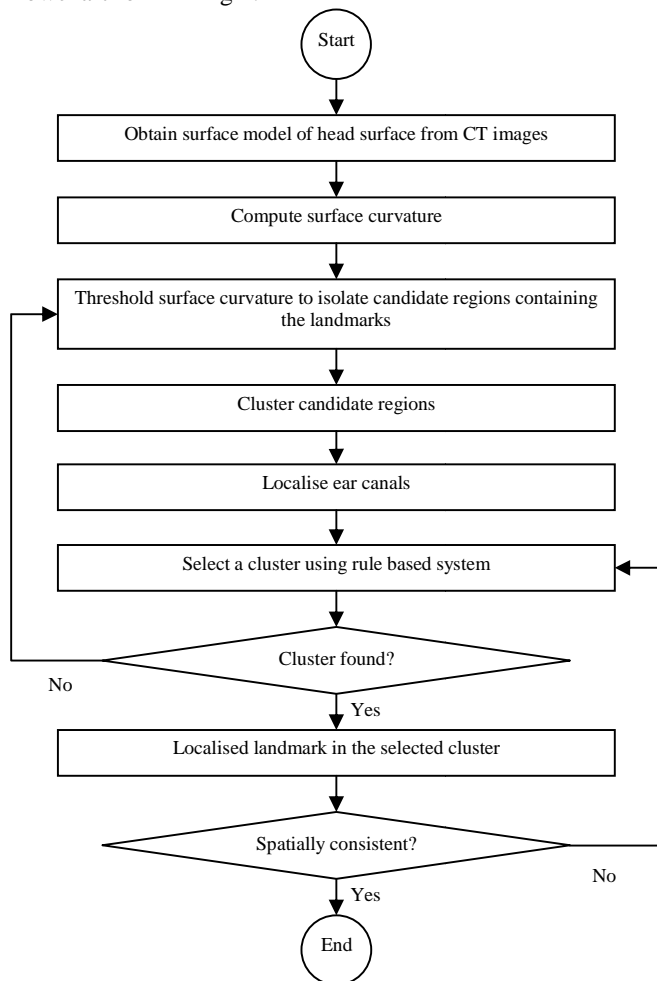 Start
Obtain surface model of head surface from CT images
Compute surface curvature
Threshold surface curvature to isolate candidate regions containing
the landmarks
Cluster candidate regions
Localise ear canals
Select a cluster using rule based system
Cluster found?
No
Yes
Localised landmark in the selected cluster
Spatially consistent?
No
Yes
End